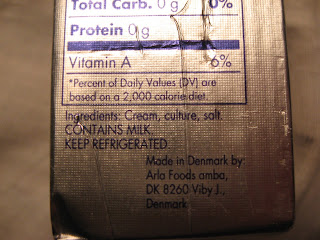 Total Carb. 0 g 0%
Protein 0g
Vitamin A 6%
*Percent of Daily Values (DV) are
based on a 2,000 calorie diet.
Ingredients: Cream, culture, salt.
CONTAINS MILK.
KEEP REFRIGERATED.
Made in Denmark by:
Arla Foods amba,
DK 8260 Viby J.,
Denmark